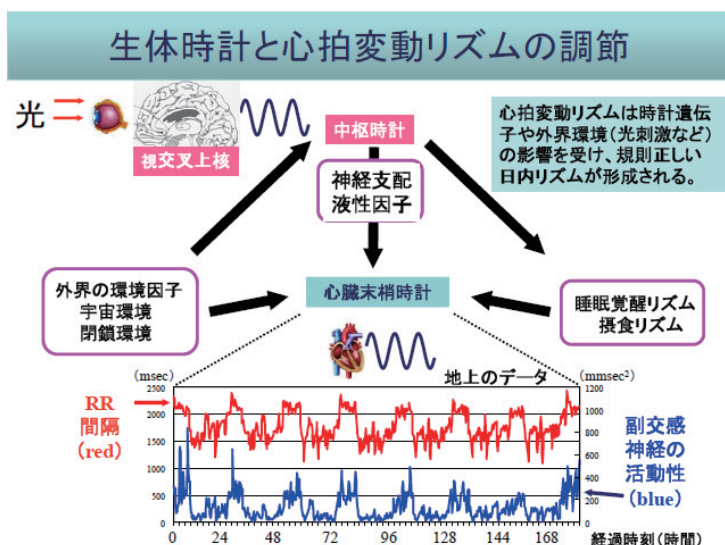 生体時計と心拍変動リズムの調節
光
視交叉上核
中枢時計
心拍変動リズムは時計遺伝
子や外界環境(光刺激など)
の影響を受け、規則正しい
日内リズムが形成される。
神経支配
液性因子
外界の環境因子
宇宙環境
閉鎖環境
心臓末梢時計
睡眠覚醒リズム
摂食リズム
(msec)
地上のデータ
(mmsec²)
RR
間隔
(red)
2500
2000
1500
1000
500
0
1200
1000
800
600
400
200
0
副交感
神経の
活動性
(blue)
0 24 48 72 96 120 144 168
経過時刻(時間)